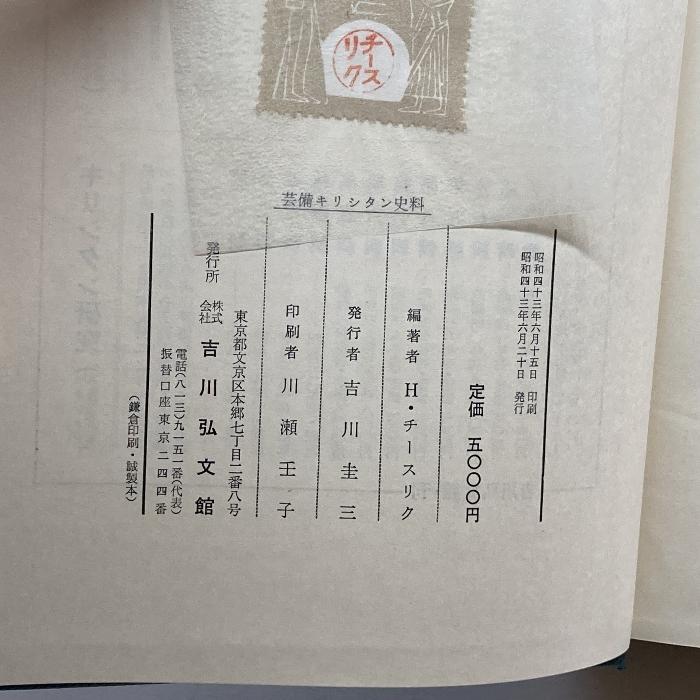 チース
リク
芸備キリシタン史料
昭和四十三年六月十五日 印刷
昭和四十三年六月二十日 発行
定価 五〇〇〇円
編著者 H・チースリク
発行者 吉川圭三
印刷者 川瀬壬子
東京都文京区本郷七丁目二番八号
発行所 株式会社 吉川弘文館
電話(八一三)九一五一番(代表)
振替口座東京二四四番
(鎌倉印刷・誠製本)